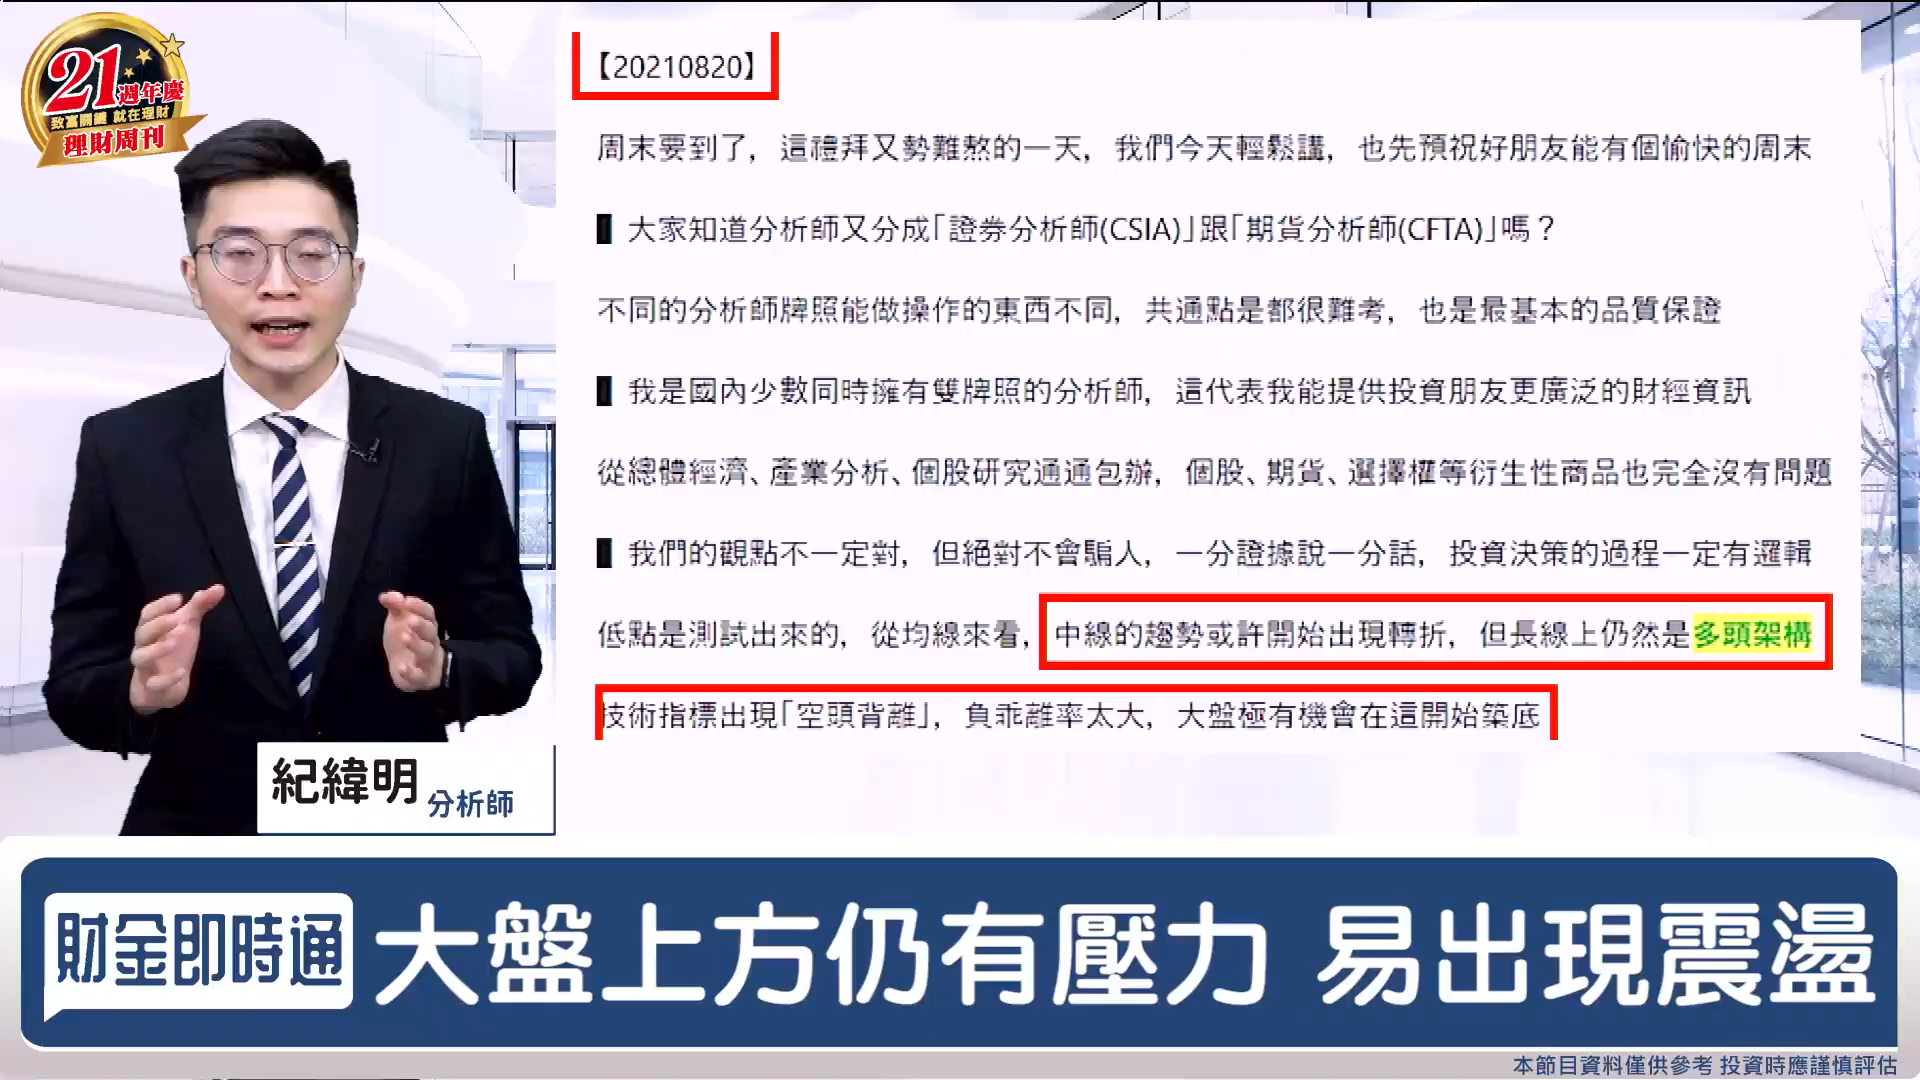 21週年慶
致富關鍵 就在理財
理財周刊
【20210820】
周末要到了，這禮拜又勢難熬的一天，我們今天輕鬆講，也先預祝好朋友能有個愉快的周末
大家知道分析師又分成「證券分析師(CSIA)」跟「期貨分析師(CFTA)」嗎？
不同的分析師牌照能做操作的東西不同，共通點是都很難考，也是最基本的品質保證
我是國內少數同時擁有雙牌照的分析師，這代表我能提供投資朋友更廣泛的財經資訊
從總體經濟、產業分析、個股研究通通包辦，個股、期貨、選擇權等衍生性商品也完全沒有問題
我們的觀點不一定對，但絕對不會騙人，一分證據說一分話，投資決策的過程一定有邏輯
低點是測試出來的，從均線來看，中線的趨勢或許開始出現轉折，但長線上仍然是多頭架構
技術指標出現「空頭背離」，負乖離率太大，大盤極有機會在這開始築底
紀緯明 分析師
財金即時通
大盤上方仍有壓力 易出現震盪
本節目資料僅供參考 投資時應謹慎評估